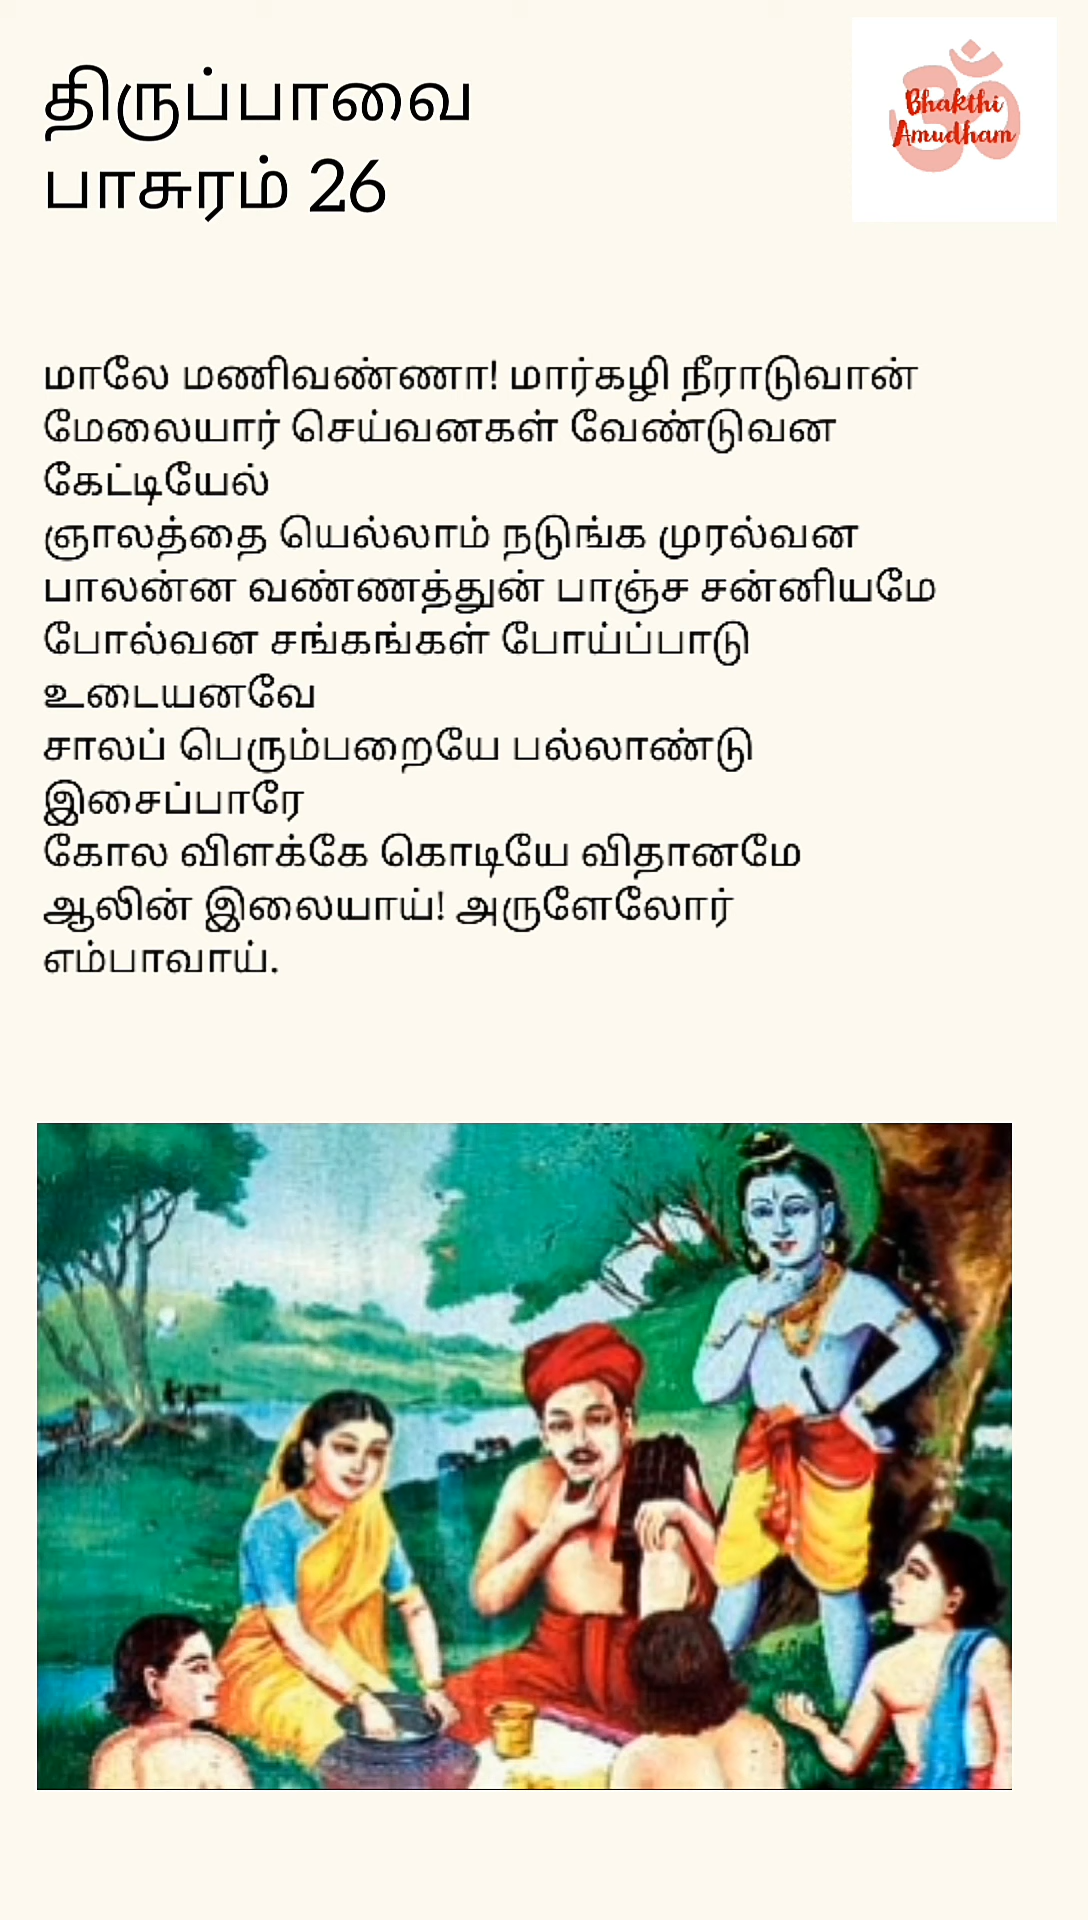 திருப்பாவை
பாசுரம் 26
Bhakthi
Amudham
மாலே மணிவண்ணா! மார்கழி நீராடுவான்
மேலையார் செய்வனகள் வேண்டுவன
கேட்டியேல்
ஞாலத்தை யெல்லாம் நடுங்க முரல்வன
பாலன்ன வண்ணத்துன் பாஞ்ச சன்னியமே
போல்வன சங்கங்கள் போய்ப்பாடு
உடையனவே
சாலப் பெரும்பறையே பல்லாண்டு
இசைப்பாரே
கோல விளக்கே கொடியே விதானமே
ஆலின் இலையாய்! அருளேலோர்
எம்பாவாய்.